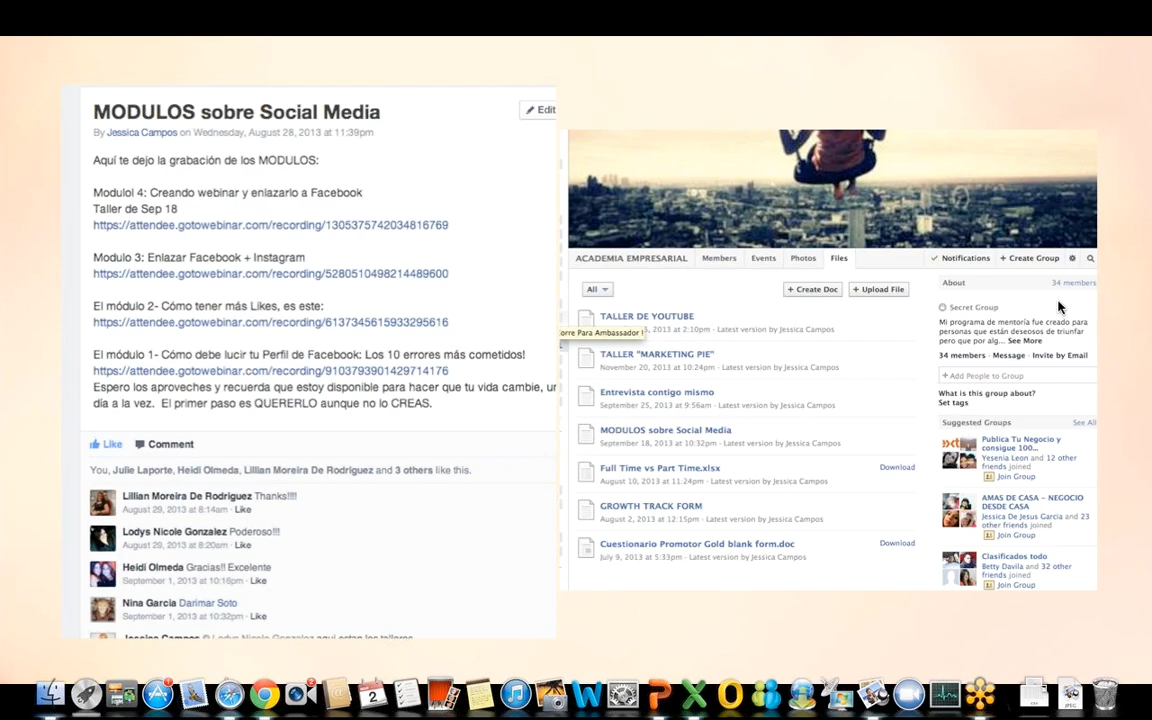 MODULOS sobre Social Media
Edit
By Jessica Campos on Wednesday, August 28, 2013 at 11:39pm
Aquí te dejo la grabación de los MODULOS:
Modulol 4: Creando webinar y enlazarlo a Facebook
Taller de Sep 18
https://attendee.gotowebinar.com/recording/1305375742034816769
Modulo 3: Enlazar Facebook + Instagram
https://attendee.gotowebinar.com/recording/5280510498214489600
El módulo 2- Cómo tener más Likes, es este:
https://attendee.gotowebinar.com/recording/6137345615933295616
El módulo 1- Cómo debe lucir tu Perfil de Facebook: Los 10 errores más cometidos!
https://attendee.gotowebinar.com/recording/9103793901429714176
Espero los aproveches y recuerda que estoy disponible para hacer que tu vida cambie, un
día a la vez. El primer paso es QUERERLO aunque no lo CREAS.
Like Comment
You, Julie Laporte, Heidi Olmeda, Lillian Moreira De Rodriguez and 3 others like this.
Lillian Moreira De Rodriguez Thanks!!!!
August 29, 2013 at 8:14am · Like
Lodys Nicole Gonzalez Poderoso!!!
August 29, 2013 at 8:20am · Like
Heidi Olmeda Gracias!! Excelente
September 1, 2013 at 10:16pm · Like
Nina Garcia Darimar Soto
September 1, 2013 at 10:32pm · Like
Jessica Campos @ Lodys Nicole Gonzalez aqui estan los talleres
ACADEMIA EMPRESARIAL Members Events Photos Files
Notifications + Create Group
All
+ Create Doc + Upload File
TALLER DE YOUTUBE
5, at 2:10pm · Latest version by Jessica Campos
orre Para Ambassador !
TALLER "MARKETING PIE"
November 20, 2013 at 10:24pm · Latest version by Jessica Campos
Entrevista contigo mismo
September 25, 2013 at 9:56am · Latest version by Jessica Campos
MODULOS sobre Social Media
September 18, 2013 at 10:32pm · Latest version by Jessica Campos
Full Time vs Part Time.xlsx
Download
August 10, 2013 at 11:24pm · Latest version by Jessica Campos
GROWTH TRACK FORM
August 2, 2013 at 12:15pm · Latest version by Jessica Campos
Cuestionario Promotor Gold blank form.doc
Download
July 9, 2013 at 5:33pm · Latest version by Jessica Campos
About
34 members
Secret Group
Mi programa de mentoría fue creado para
personas que están deseosos de triunfar
pero que por alg... See More
34 members · Message · Invite by Email
+ Add People to Group
What is this group about?
Set tags
Suggested Groups
See All
Publica Tu Negocio y
consigue 100...
Yesenia Leon and 12 other
friends joined
Join Group
AMAS DE CASA - NEGOCIO
DESDE CASA
Jessica De Jesus Garcia and 23
other friends joined
Join Group
Clasificados todo
Betty Davila and 32 other
friends joined
Join Group
2